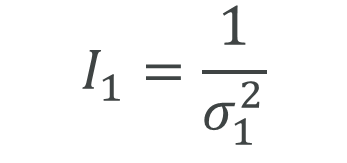 I₁ = 1/σ₁²